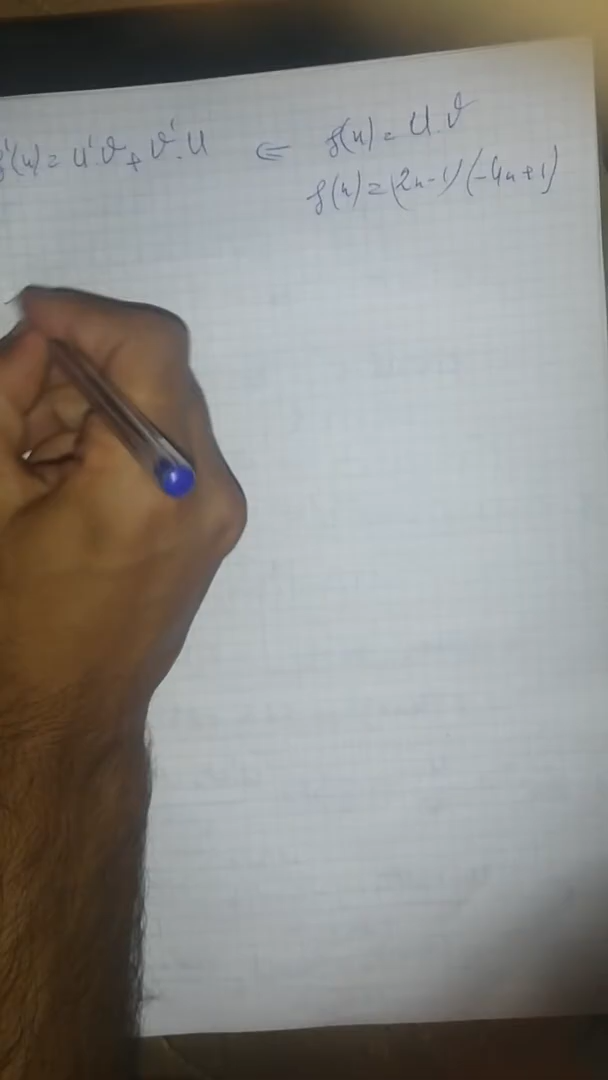 f'(x) = u'.v + v'.u ⇐ f(x) = u.v
f(x) = (2x-1)(-4x+1)